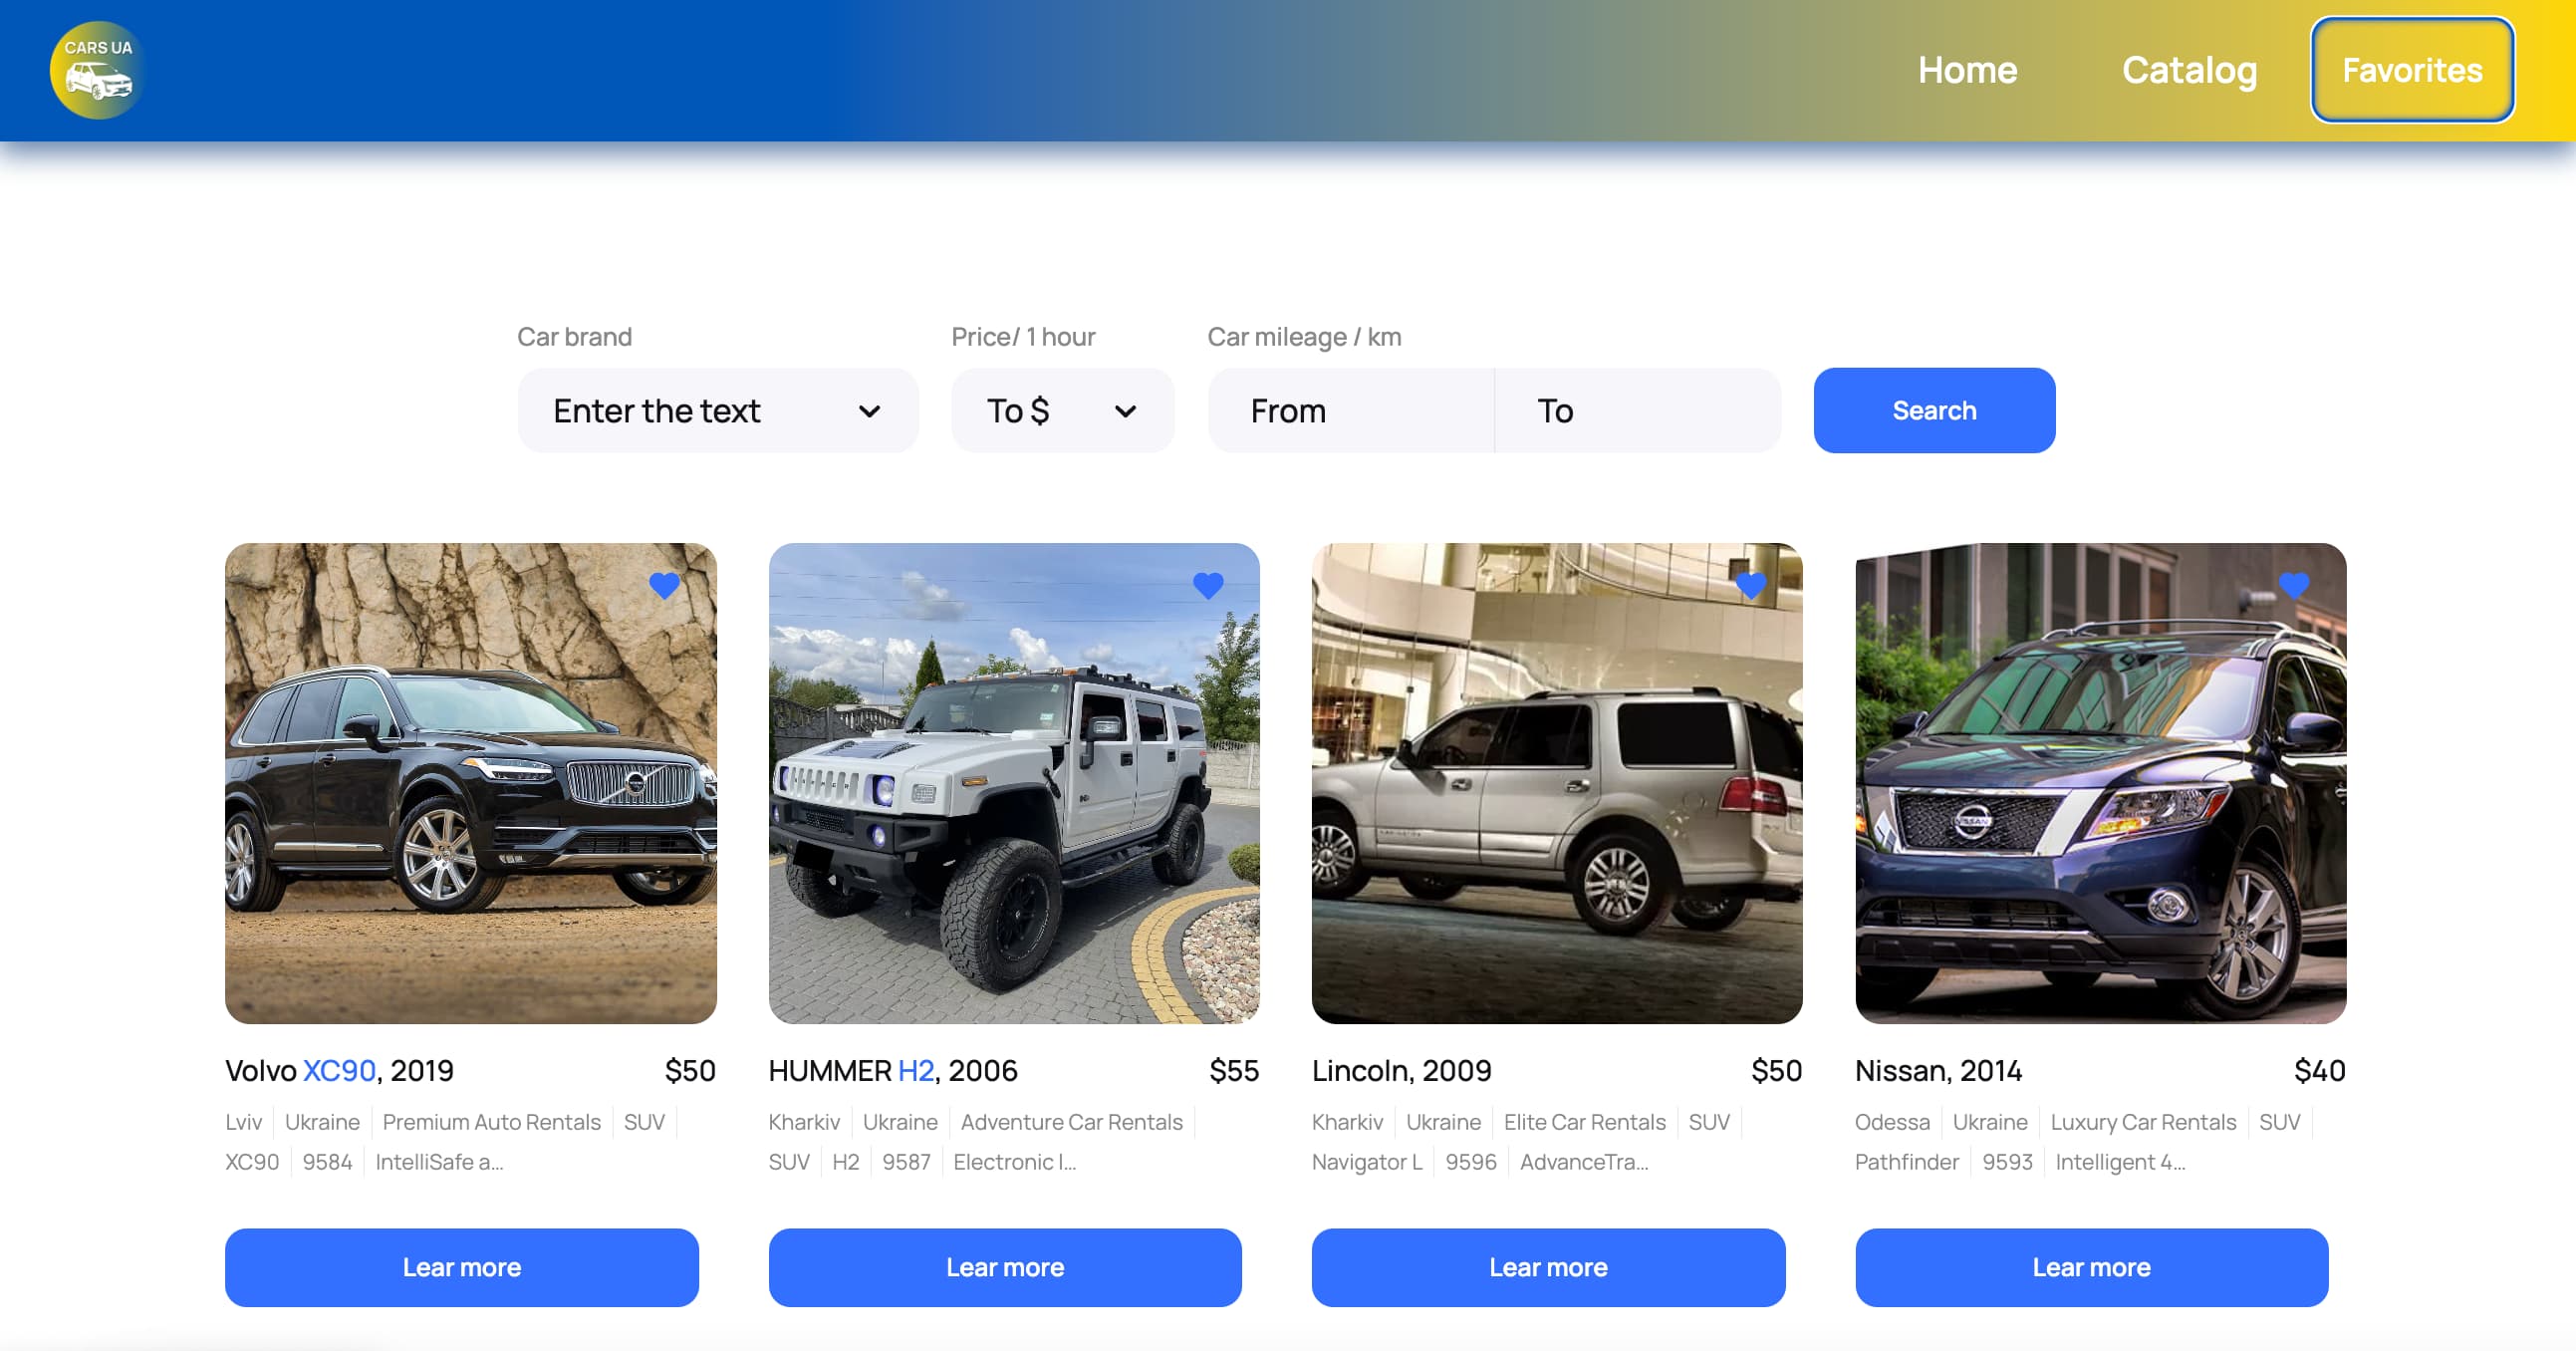 CARS UA
Home Catalog Favorites
Car brand Price/ 1 hour Car mileage / km
Enter the text To $ From To Search
Volvo XC90, 2019 $50
Lviv Ukraine Premium Auto Rentals SUV
XC90 9584 IntelliSafe a...
Lear more
HUMMER H2, 2006 $55
Kharkiv Ukraine Adventure Car Rentals
SUV H2 9587 Electronic l...
Lear more
Lincoln, 2009 $50
Kharkiv Ukraine Elite Car Rentals SUV
Navigator L 9596 AdvanceTra...
Lear more
NISSAN
Nissan, 2014 $40
Odessa Ukraine Luxury Car Rentals SUV
Pathfinder 9593 Intelligent 4...
Lear more